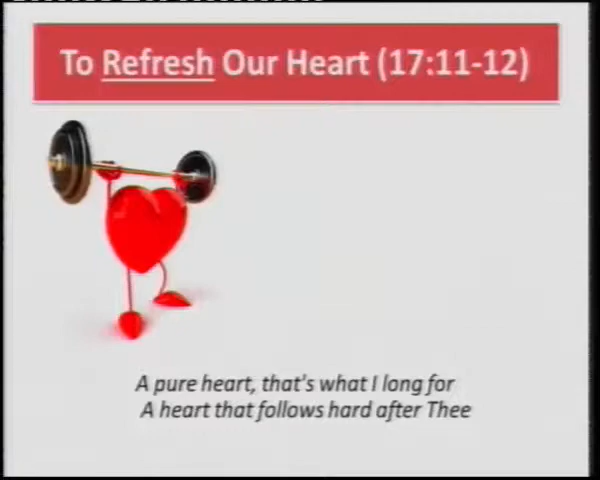 To Refresh Our Heart (17:11-12)
A pure heart, that's what I long for
A heart that follows hard after Thee